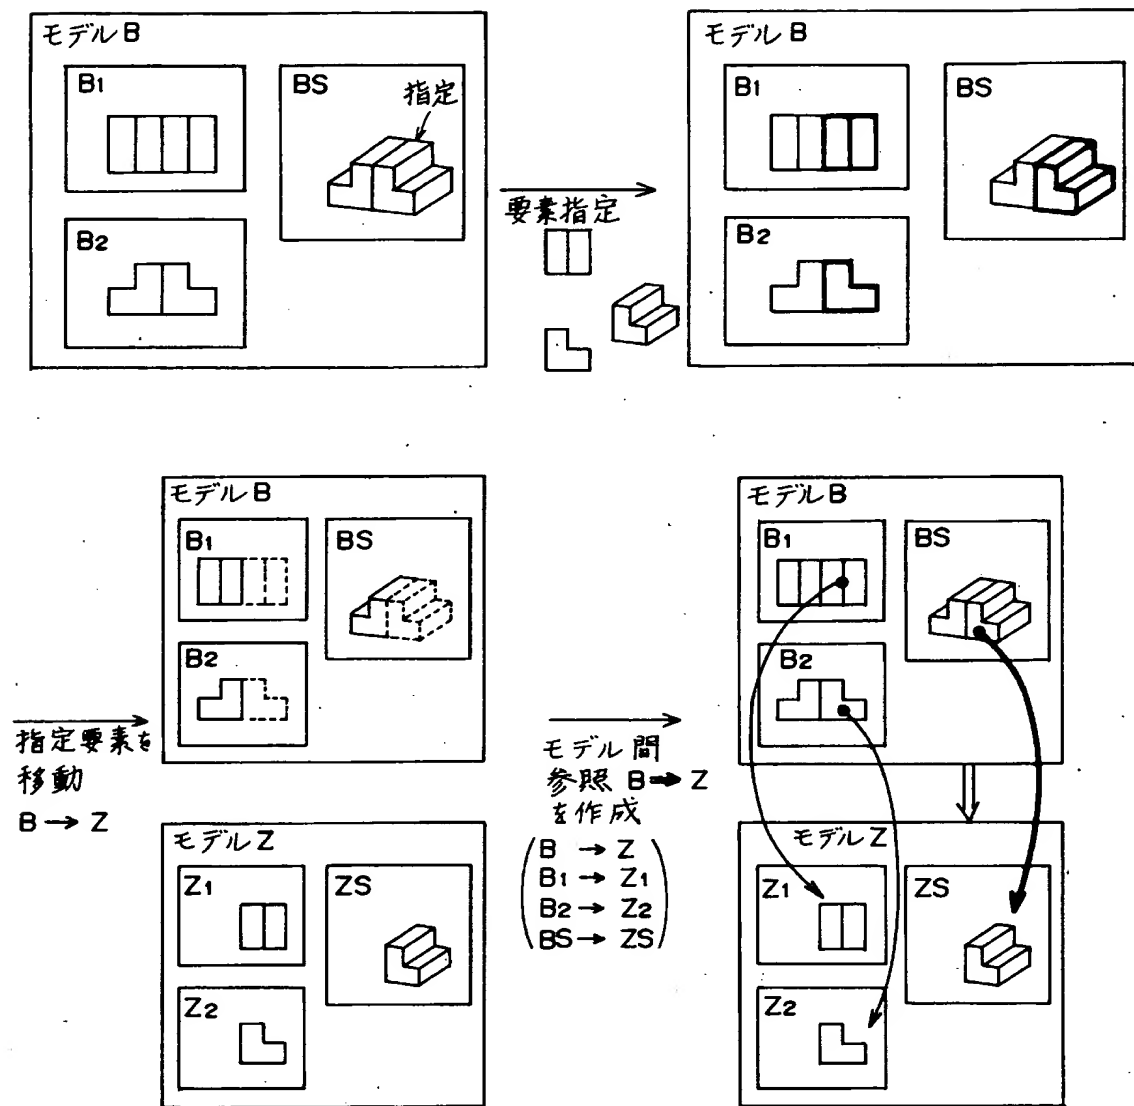 モデルB
B1
BS
指定
B2
要素指定
モデルB
B1
BS
B2
指定要素を
移動
B → Z
モデルB
B1
BS
B2
モデルZ
Z1
ZS
Z2
モデル間
参照 B ⇒ Z
を作成
(B → Z
B1 → Z1
B2 → Z2
BS → ZS)
モデルB
B1
BS
B2
モデルZ
Z1
ZS
Z2